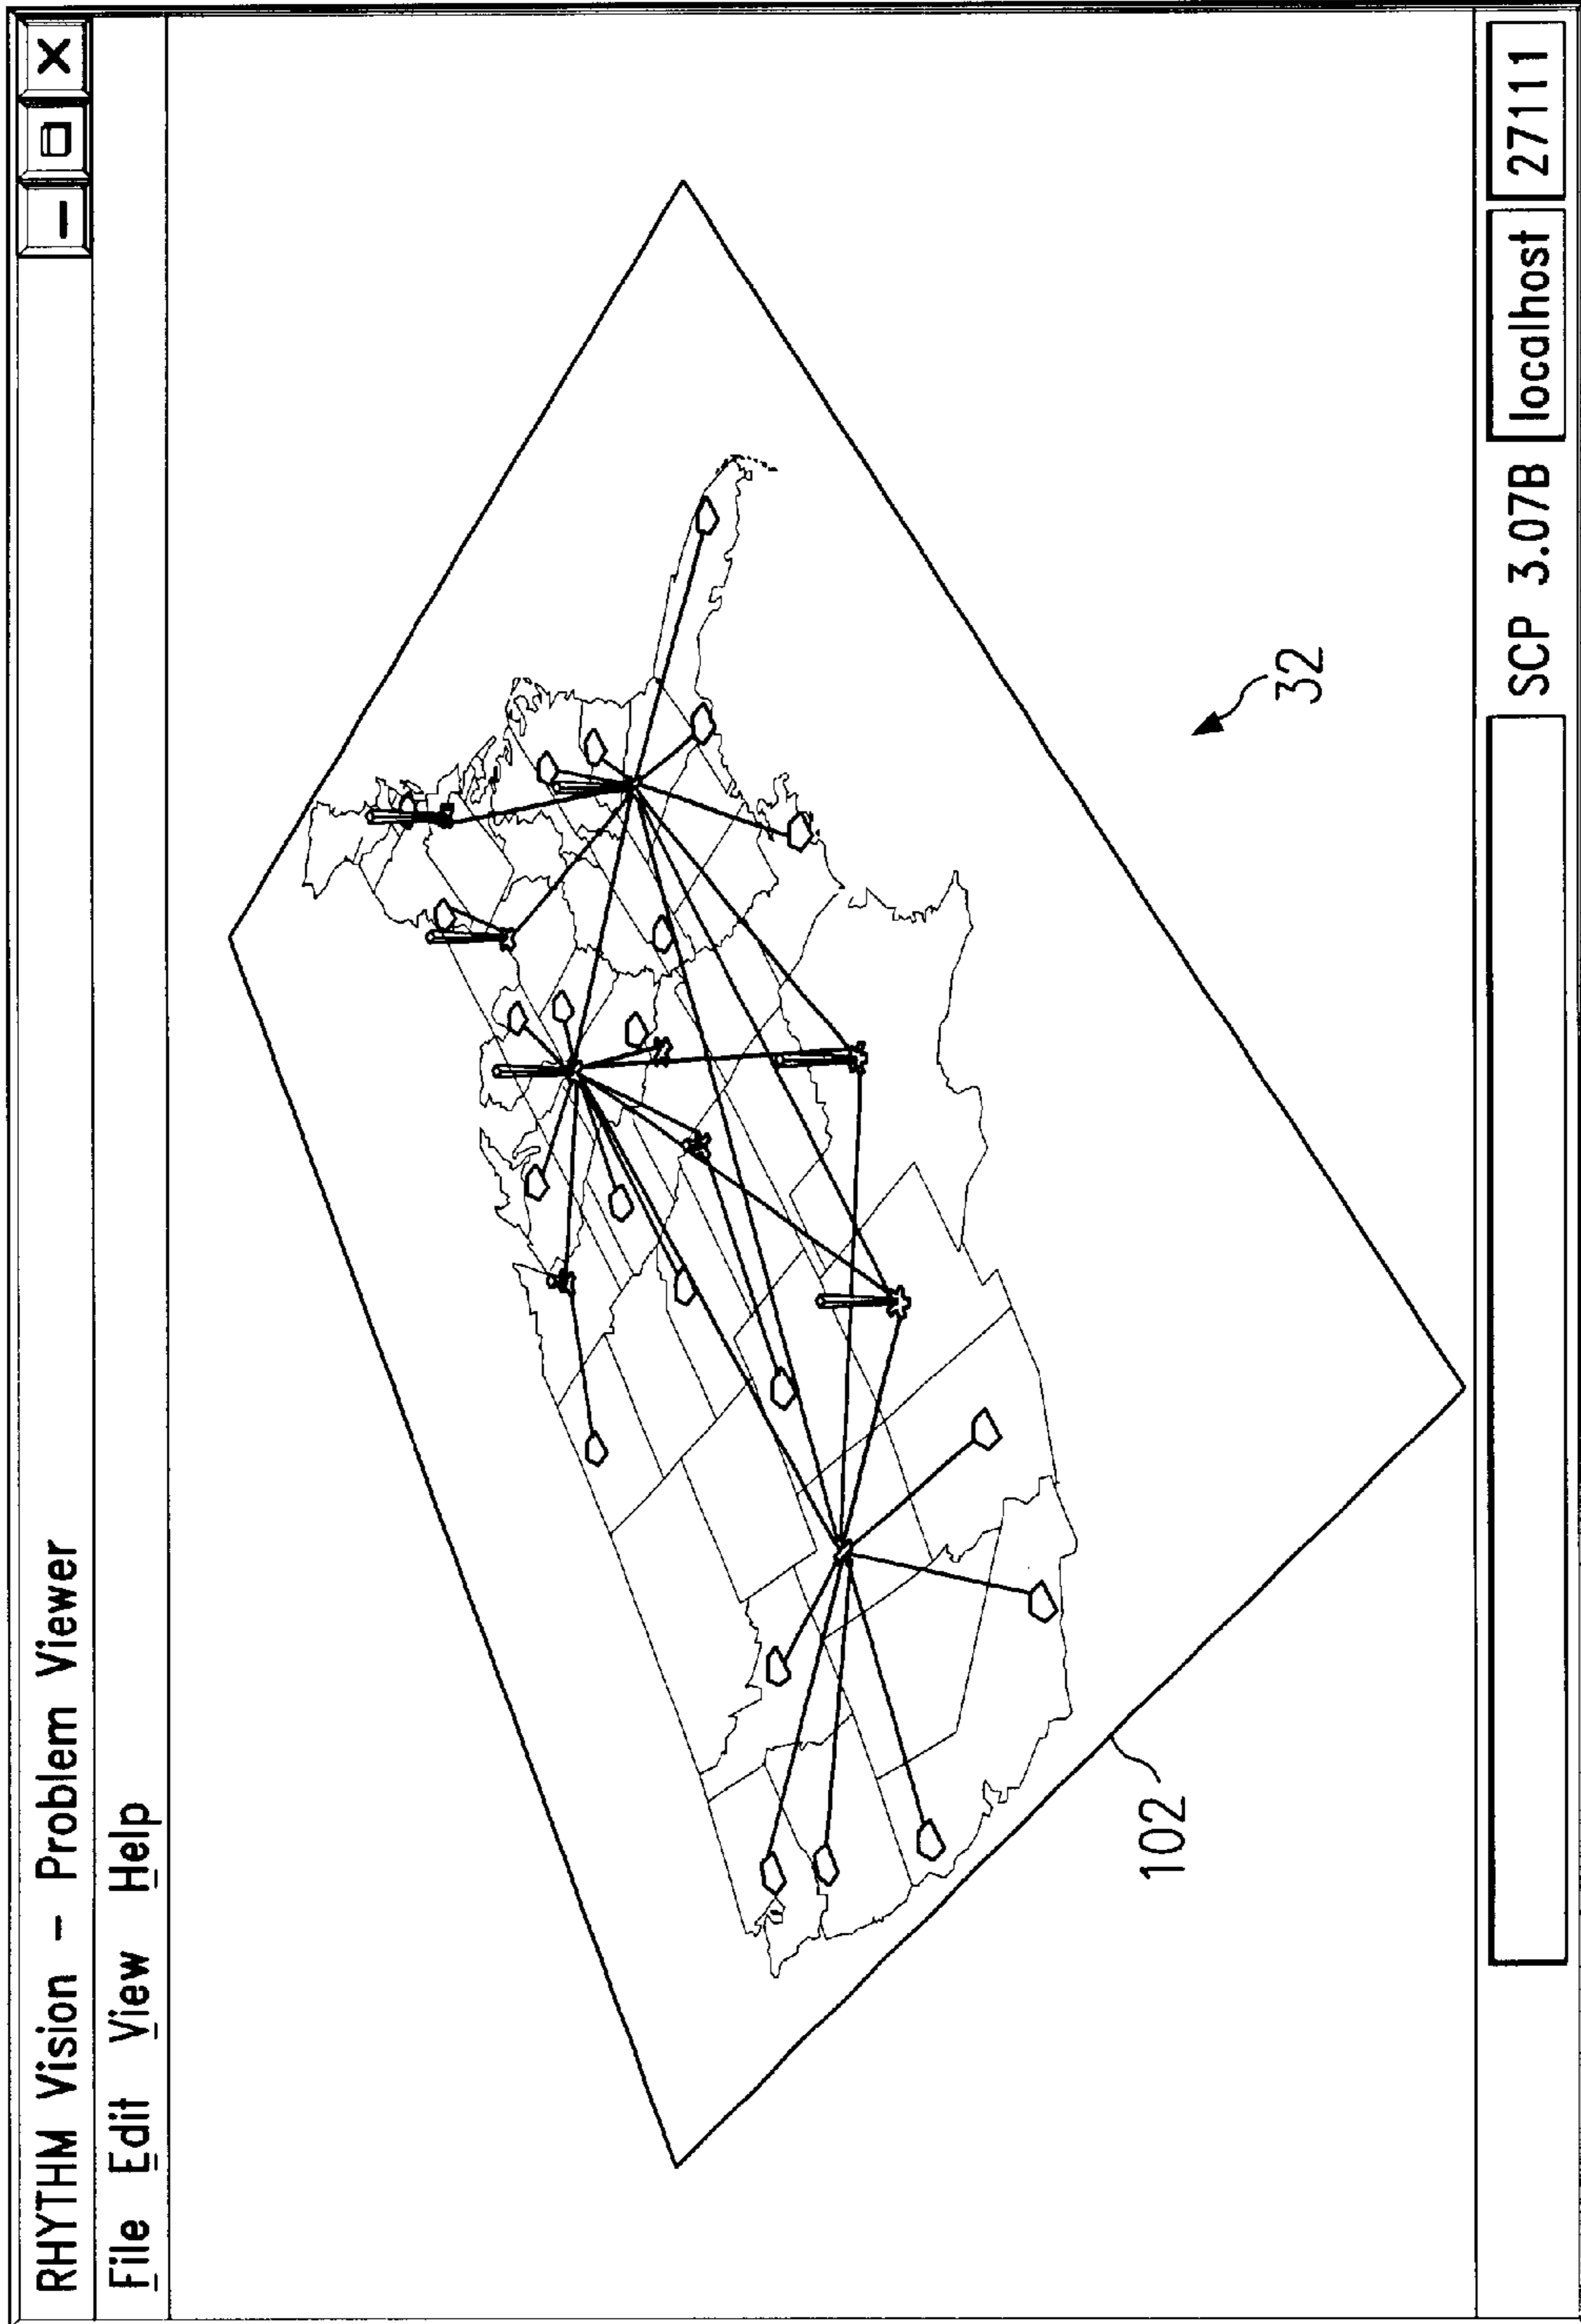 RHYTHM Vision – Problem Viewer
File Edit View Help
32
102
SCP 3.07B localhost 27111